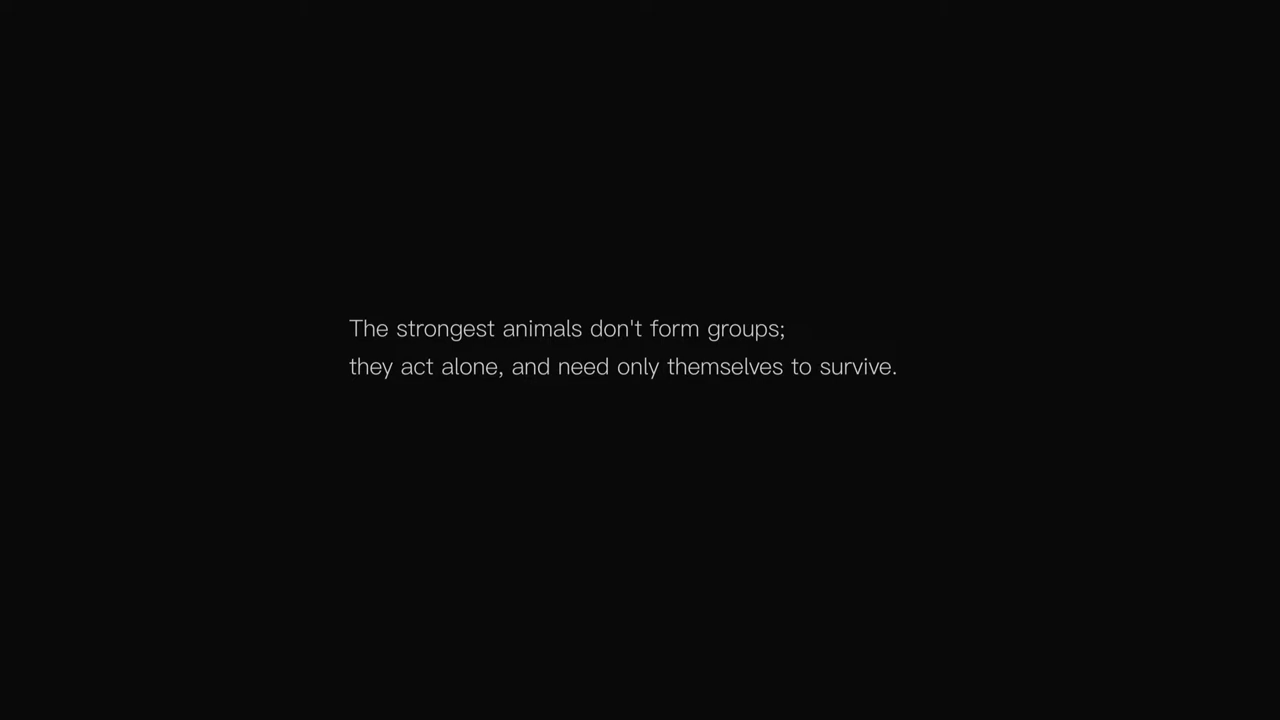 The strongest animals don't form groups;
they act alone, and need only themselves to survive.